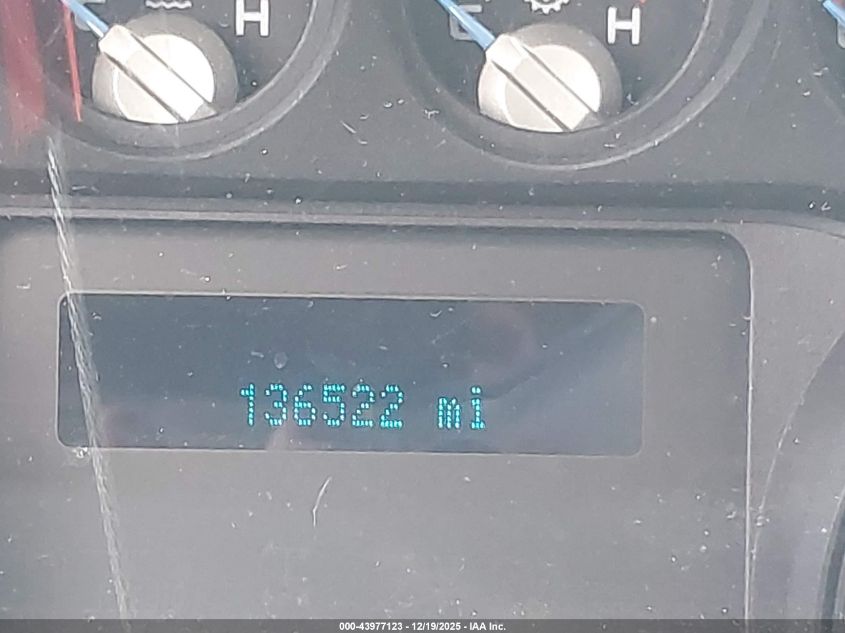 C H C H
136522 mi
000-43977123 - 12/19/2025 - IAA Inc.